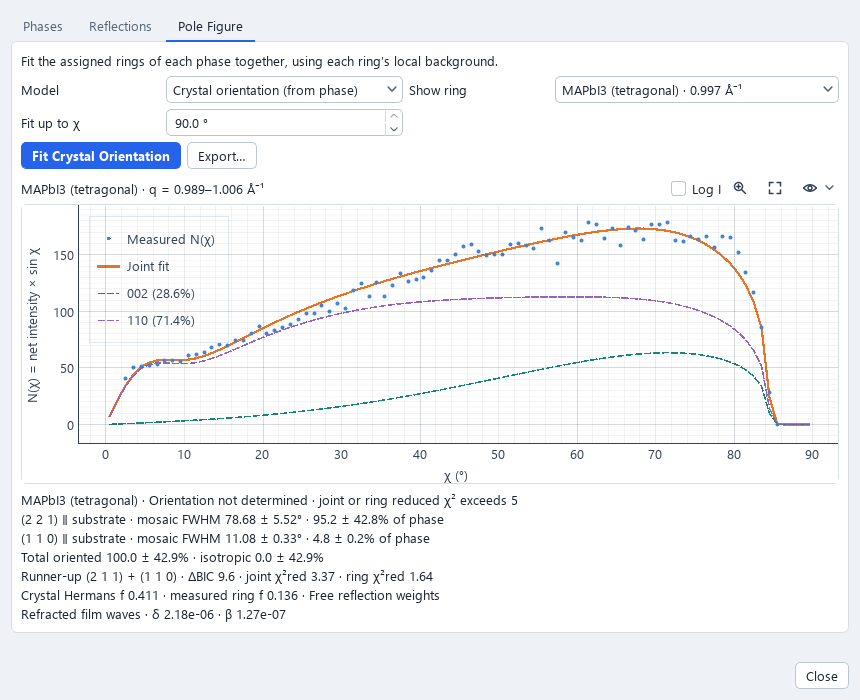 Phases Reflections Pole Figure
Fit the assigned rings of each phase together, using each ring's local background.
Model Crystal orientation (from phase) Show ring MAPbI3 (tetragonal) · 0.997 Å⁻¹
Fit up to χ 90.0 °
Fit Crystal Orientation Export...
MAPbI3 (tetragonal) · q = 0.989–1.006 Å⁻¹ Log I
Measured N(χ)
Joint fit
002 (28.6%)
110 (71.4%)
N(χ) = net intensity × sin χ
150
100
50
0
0 10 20 30 40 50 60 70 80 90
χ (°)
MAPbI3 (tetragonal) · Orientation not determined · joint or ring reduced χ² exceeds 5
(2 2 1) ∥ substrate · mosaic FWHM 78.68 ± 5.52° · 95.2 ± 42.8% of phase
(1 1 0) ∥ substrate · mosaic FWHM 11.08 ± 0.33° · 4.8 ± 0.2% of phase
Total oriented 100.0 ± 42.9% · isotropic 0.0 ± 42.9%
Runner-up (2 1 1) + (1 1 0) · ΔBIC 9.6 · joint χ²red 3.37 · ring χ²red 1.64
Crystal Hermans f 0.411 · measured ring f 0.136 · Free reflection weights
Refracted film waves · δ 2.18e-06 · β 1.27e-07
Close